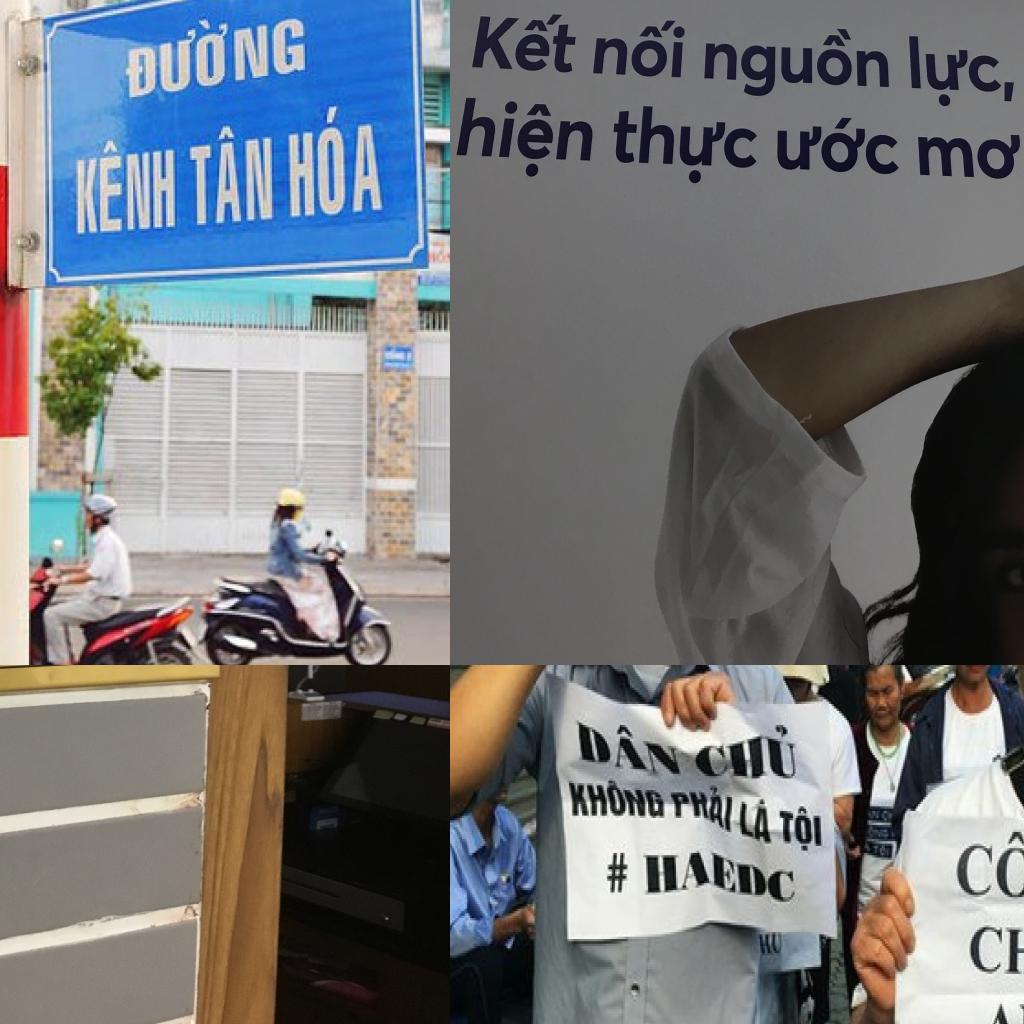 ĐƯỜNG
KÊNH TÂN HÓA
Kết nối nguồn lực,
hiện thực ước mơ
DÂN CHỦ
KHÔNG PHẢI LÀ TỘI
# HAEDC
CÔ
CH